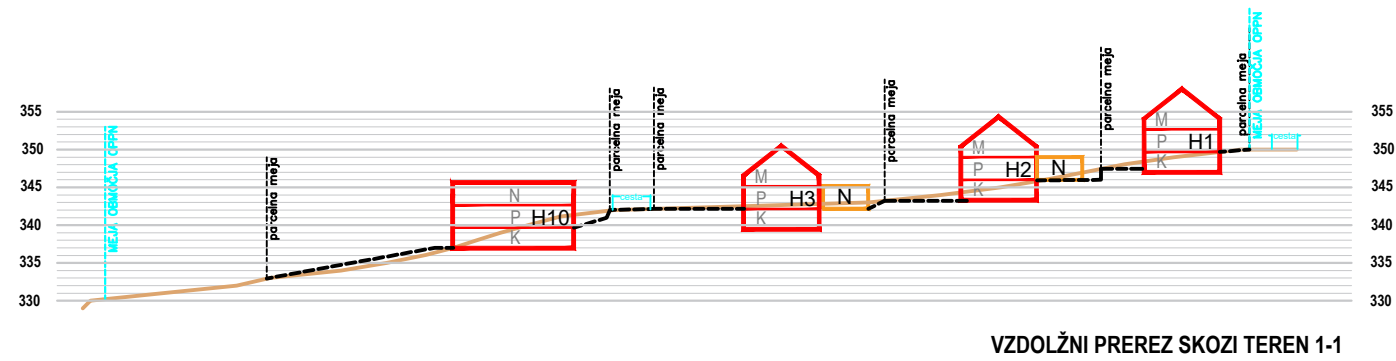 MEJA OBMOČJA OPPN
parcelna meja
parcelna meja
parcelna meja
parcelna meja
parcelna meja
parcelna meja
MEJA OBMOČJA OPPN
355
350
345
340
335
330
N
P H10
K
cesta
M
P H3 N
K
M
P H2 N
K
M
P H1
K
cesta
355
350
345
340
335
330
VZDOLŽNI PREREZ SKOZI TEREN 1-1